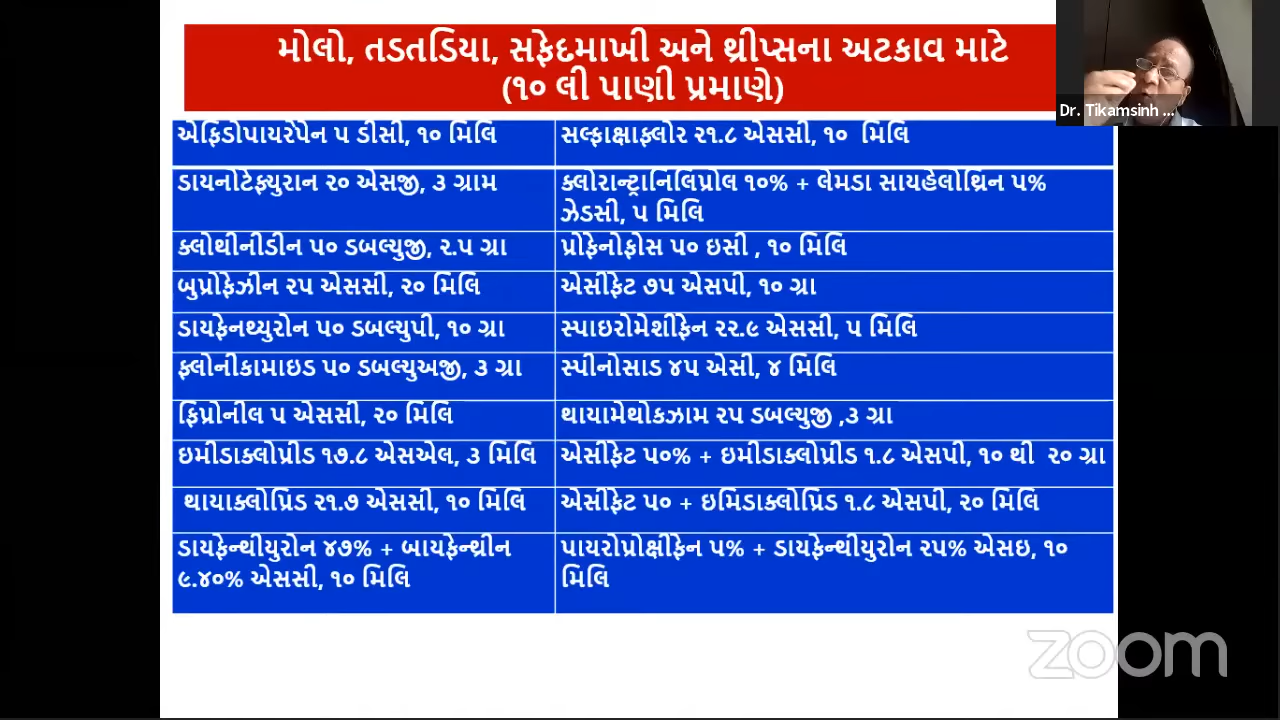 મોલો, તડતડિયા, સફેદમાખી અને થ્રીપ્સના અટકાવ માટે
(૧૦ લી પાણી પ્રમાણે)
Dr. Tikamsinh ...
એફિડોપાયરોપેન ૫ ડીસી, ૧૦ મિલિ
સલ્ફાક્ષાફ્લોર ૨૧.૮ એસસી, ૧૦ મિલિ
ડાયનોટેફ્યુરાન ૨૦ એસજી, ૩ ગ્રામ
ક્લોરાન્ટ્રાનિલિપ્રોલ ૧૦% + લેમડા સાયહેલોથ્રિન ૫%
ઝેડસી, ૫ મિલિ
ક્લોથીનીડીન ૫૦ ડબલ્યુજી, ૨.૫ ગ્રા
પ્રોફેનોફોસ ૫૦ ઇસી , ૧૦ મિલિ
બુપ્રોફેઝીન ૨૫ એસસી, ૨૦ મિલિ
એસીફેટ ૭૫ એસપી, ૧૦ ગ્રા
ડાયફેનથ્યુરોન ૫૦ ડબલ્યુપી, ૧૦ ગ્રા
સ્પાઇરોમેશીફેન ૨૨.૯ એસસી, ૫ મિલિ
ફ્લોનીકામાઇડ ૫૦ ડબલ્યુઅજી, ૩ ગ્રા
સ્પીનોસાડ ૪૫ એસી, ૪ મિલિ
ફિપ્રોનીલ ૫ એસસી, ૨૦ મિલિ
થાયામેથોકઝામ ૨૫ ડબલ્યુજી ,૩ ગ્રા
ઇમીડાક્લોપ્રીડ ૧૭.૮ એસએલ, ૩ મિલિ
એસીફેટ ૫૦% + ઇમીડાક્લોપ્રીડ ૧.૮ એસપી, ૧૦ થી ૨૦ ગ્રા
થાયાક્લોપ્રિડ ૨૧.૭ એસસી, ૧૦ મિલિ
એસીફેટ ૫૦ + ઇમિડાક્લોપ્રિડ ૧.૮ એસપી, ૨૦ મિલિ
ડાયફેન્થીયુરોન ૪૭% + બાયફેન્થ્રીન
૯.૪૦% એસસી, ૧૦ મિલિ
પાયરોપ્રોક્ષીફેન ૫% + ડાયફેન્થીયુરોન ૨૫% એસઇ, ૧૦
મિલિ
zoom